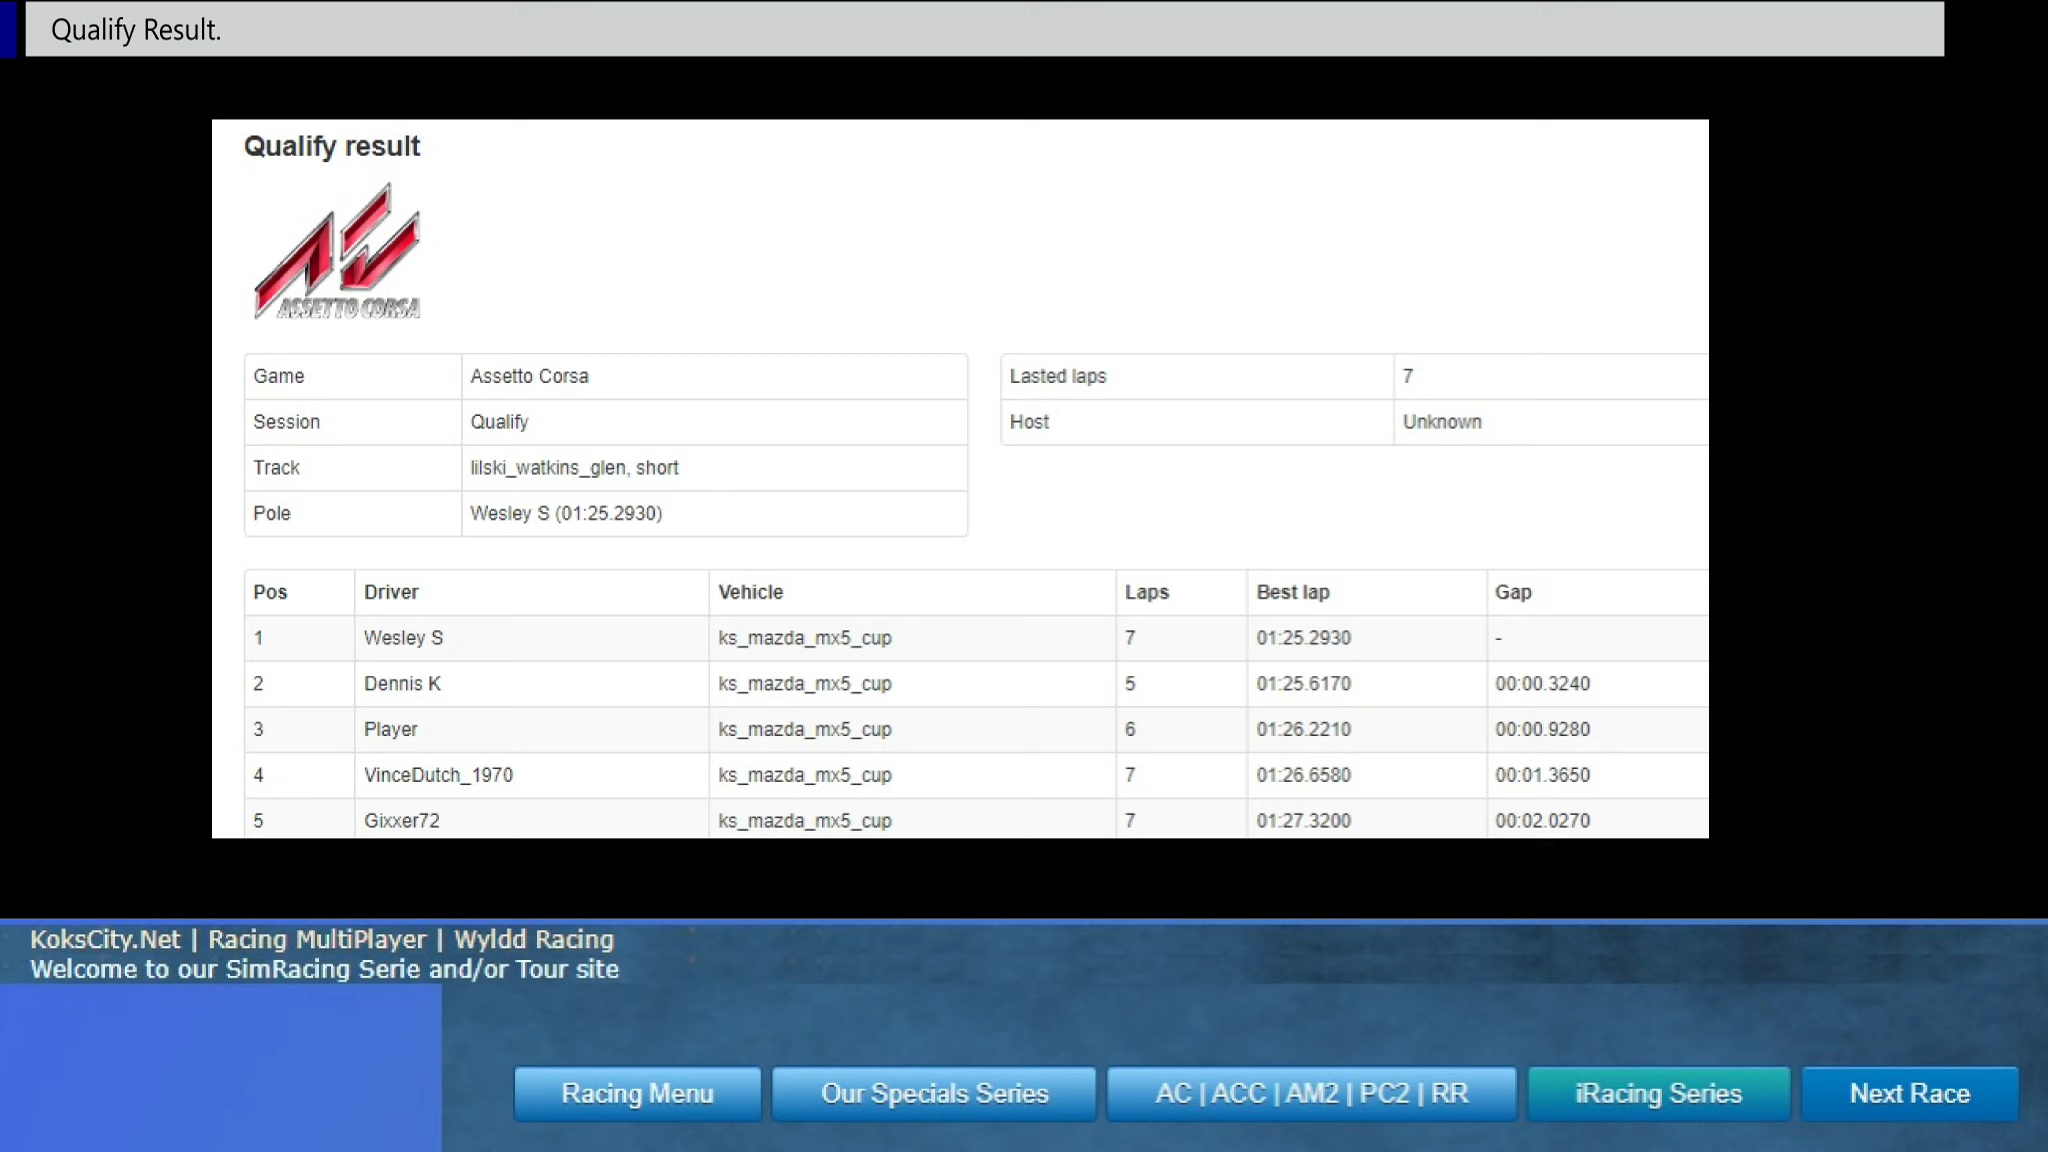 Qualify Result.
Qualify result
ASSETTO CORSA
Game Assetto Corsa
Session Qualify
Track lilski_watkins_glen, short
Pole Wesley S (01:25.2930)
Lasted laps 7
Host Unknown
Pos Driver Vehicle Laps Best lap Gap
1 Wesley S ks_mazda_mx5_cup 7 01:25.2930 -
2 Dennis K ks_mazda_mx5_cup 5 01:25.6170 00:00.3240
3 Player ks_mazda_mx5_cup 6 01:26.2210 00:00.9280
4 VinceDutch_1970 ks_mazda_mx5_cup 7 01:26.6580 00:01.3650
5 Gixxer72 ks_mazda_mx5_cup 7 01:27.3200 00:02.0270
KoksCity.Net | Racing MultiPlayer | Wyldd Racing
Welcome to our SimRacing Serie and/or Tour site
Racing Menu Our Specials Series AC | ACC | AM2 | PC2 | RR iRacing Series Next Race